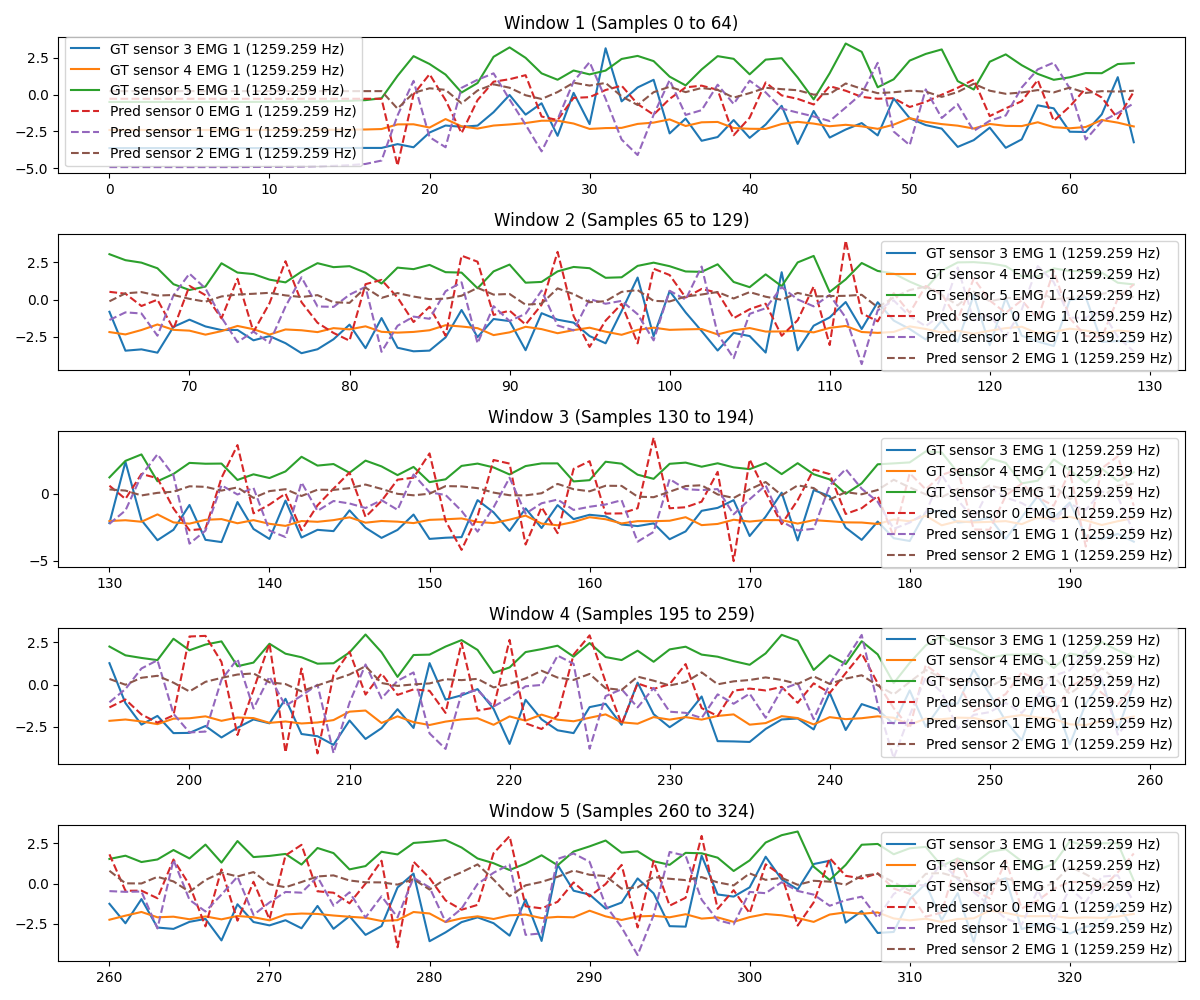 Window 1 (Samples 0 to 64)
2.5
0.0
−2.5
−5.0
GT sensor 3 EMG 1 (1259.259 Hz)
GT sensor 4 EMG 1 (1259.259 Hz)
GT sensor 5 EMG 1 (1259.259 Hz)
Pred sensor 0 EMG 1 (1259.259 Hz)
Pred sensor 1 EMG 1 (1259.259 Hz)
Pred sensor 2 EMG 1 (1259.259 Hz)
0 10 20 30 40 50 60
Window 2 (Samples 65 to 129)
2.5
0.0
−2.5
GT sensor 3 EMG 1 (1259.259 Hz)
GT sensor 4 EMG 1 (1259.259 Hz)
GT sensor 5 EMG 1 (1259.259 Hz)
Pred sensor 0 EMG 1 (1259.259 Hz)
Pred sensor 1 EMG 1 (1259.259 Hz)
Pred sensor 2 EMG 1 (1259.259 Hz)
70 80 90 100 110 120 130
Window 3 (Samples 130 to 194)
0
−5
GT sensor 3 EMG 1 (1259.259 Hz)
GT sensor 4 EMG 1 (1259.259 Hz)
GT sensor 5 EMG 1 (1259.259 Hz)
Pred sensor 0 EMG 1 (1259.259 Hz)
Pred sensor 1 EMG 1 (1259.259 Hz)
Pred sensor 2 EMG 1 (1259.259 Hz)
130 140 150 160 170 180 190
Window 4 (Samples 195 to 259)
2.5
0.0
−2.5
GT sensor 3 EMG 1 (1259.259 Hz)
GT sensor 4 EMG 1 (1259.259 Hz)
GT sensor 5 EMG 1 (1259.259 Hz)
Pred sensor 0 EMG 1 (1259.259 Hz)
Pred sensor 1 EMG 1 (1259.259 Hz)
Pred sensor 2 EMG 1 (1259.259 Hz)
200 210 220 230 240 250 260
Window 5 (Samples 260 to 324)
2.5
0.0
−2.5
GT sensor 3 EMG 1 (1259.259 Hz)
GT sensor 4 EMG 1 (1259.259 Hz)
GT sensor 5 EMG 1 (1259.259 Hz)
Pred sensor 0 EMG 1 (1259.259 Hz)
Pred sensor 1 EMG 1 (1259.259 Hz)
Pred sensor 2 EMG 1 (1259.259 Hz)
260 270 280 290 300 310 320